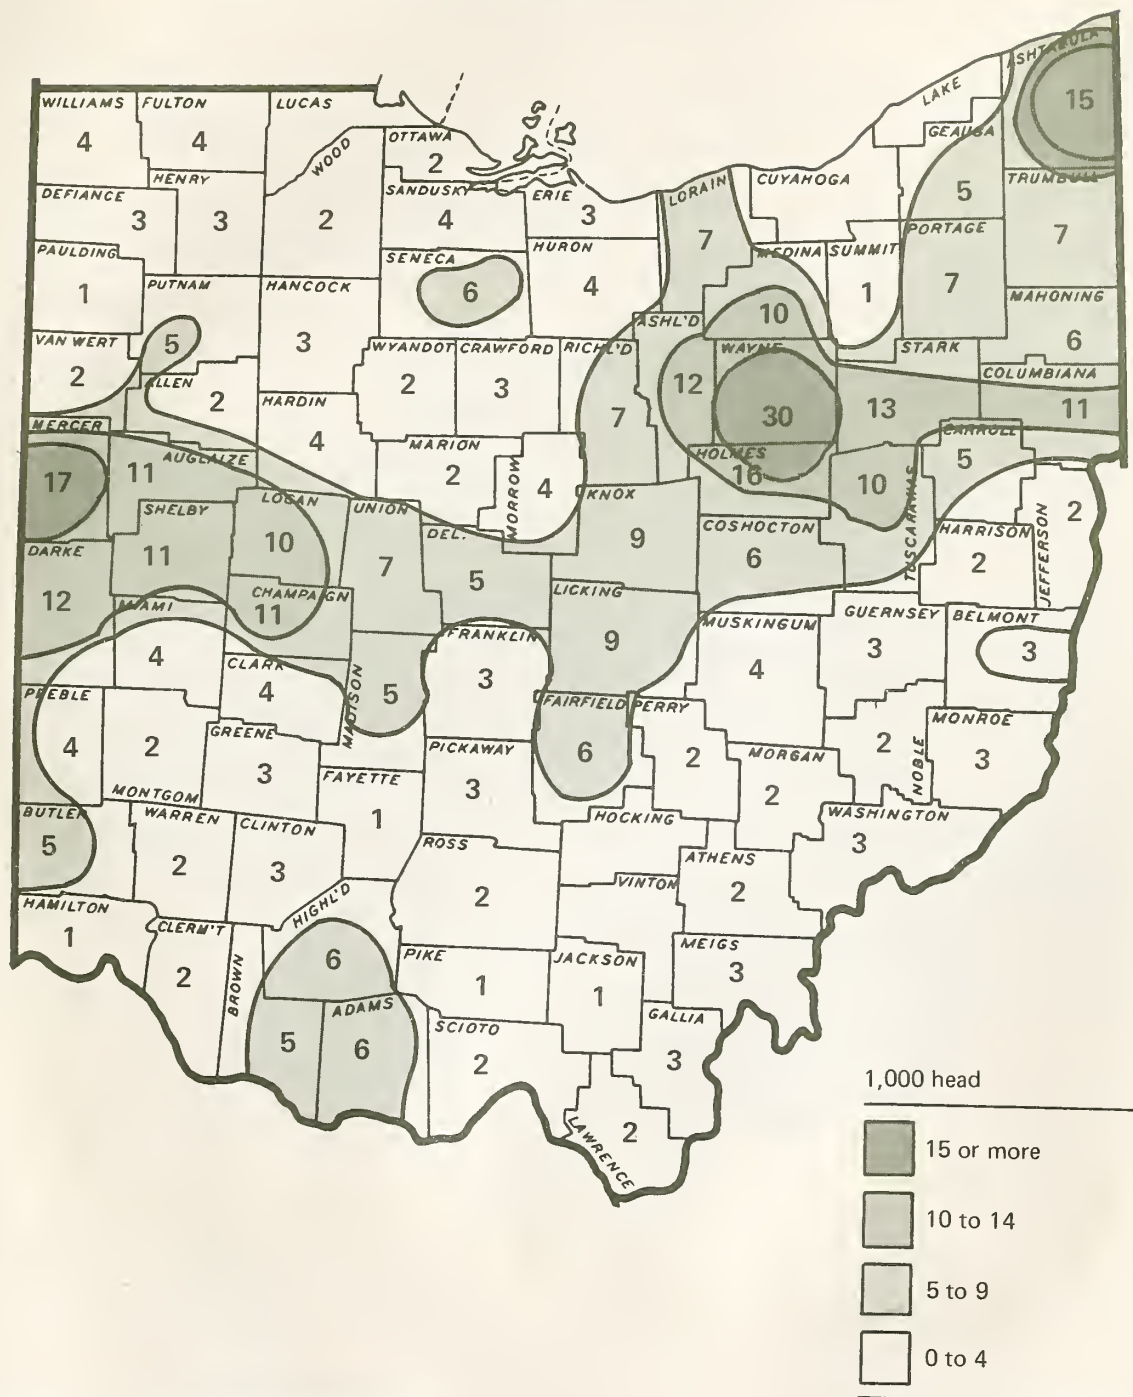 ASHTABULA
15
LAKE
WILLIAMS
4
FULTON
4
LUCAS
WOOD
2
OTTAWA
2
GEAUGA
5
HENRY
3
DEFIANCE
3
SANDUSKY
4
ERIE
3
LORAIN
7
CUYAHOGA
TRUMBULL
7
PAULDING
1
PUTNAM
5
HANCOCK
3
SENECA
6
HURON
4
MEDINA
10
SUMMIT
1
PORTAGE
7
MAHONING
6
VAN WERT
2
ALLEN
2
WYANDOT
2
CRAWFORD
3
RICHL'D
7
ASHL'D
12
WAYNE
30
STARK
13
COLUMBIANA
11
HARDIN
4
MERCER
17
AUGLAIZE
11
MARION
2
MORROW
4
HOLMES
16
TUSCARAWAS
10
CARROLL
5
JEFFERSON
2
SHELBY
11
LOGAN
10
UNION
7
DEL.
5
KNOX
9
COSHOCTON
6
HARRISON
2
DARKE
12
MIAMI
4
CHAMPAIGN
11
LICKING
9
MUSKINGUM
4
GUERNSEY
3
BELMONT
3
CLARK
4
MADISON
5
FRANKLIN
3
FAIRFIELD
6
PERRY
2
PREBLE
4
MONTGOM
2
GREENE
3
FAYETTE
1
PICKAWAY
3
MORGAN
2
NOBLE
2
MONROE
3
BUTLER
5
WARREN
2
CLINTON
3
HIGHL'D
6
ROSS
2
HOCKING
VINTON
ATHENS
2
WASHINGTON
3
HAMILTON
1
CLERM'T
2
BROWN
5
ADAMS
6
PIKE
1
JACKSON
1
MEIGS
3
SCIOTO
2
GALLIA
3
LAWRENCE
2
1,000 head
15 or more
10 to 14
5 to 9
0 to 4